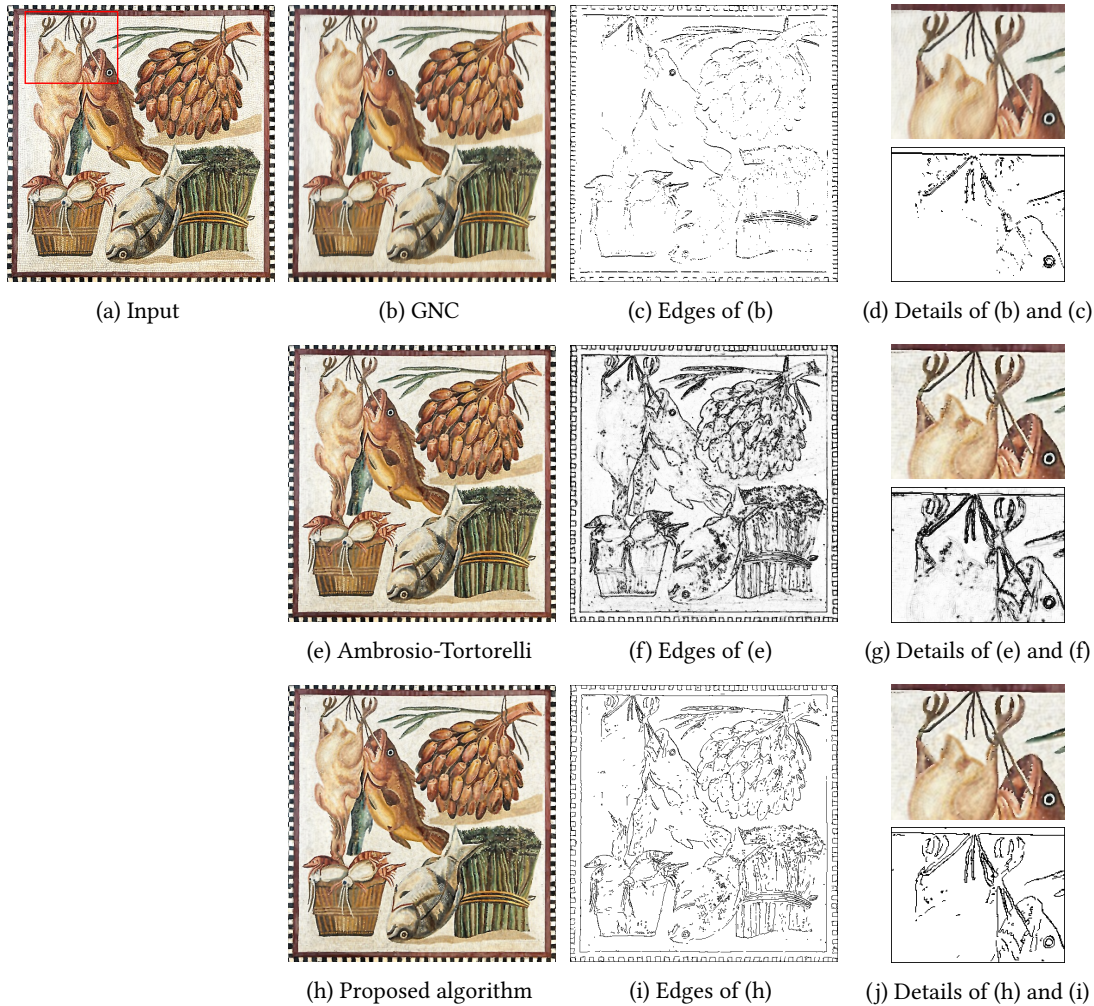 (a) Input
(b) GNC
(c) Edges of (b)
(d) Details of (b) and (c)
(e) Ambrosio-Tortorelli
(f) Edges of (e)
(g) Details of (e) and (f)
(h) Proposed algorithm
(i) Edges of (h)
(j) Details of (h) and (i)